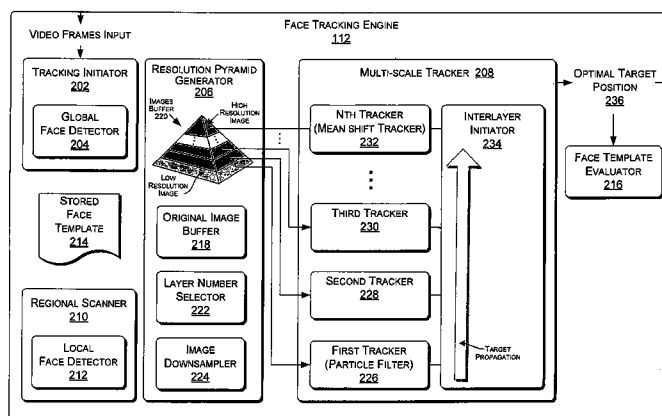 FACE TRACKING ENGINE
112
VIDEO FRAMES INPUT
TRACKING INITIATOR
202
GLOBAL
FACE DETECTOR
204
STORED
FACE
TEMPLATE
214
REGIONAL SCANNER
210
LOCAL
FACE DETECTOR
212
RESOLUTION PYRAMID
GENERATOR
206
IMAGES
BUFFER
220
HIGH
RESOLUTION
IMAGE
LOW
RESOLUTION
IMAGE
ORIGINAL IMAGE
BUFFER
218
LAYER NUMBER
SELECTOR
222
IMAGE
DOWNSAMPLER
224
MULTI-SCALE TRACKER 208
NTH TRACKER
(MEAN SHIFT TRACKER)
232
THIRD TRACKER
230
SECOND TRACKER
228
FIRST TRACKER
(PARTICLE FILTER)
226
INTERLAYER
INITIATOR
234
TARGET
PROPAGATION
OPTIMAL TARGET
POSITION
236
FACE TEMPLATE
EVALUATOR
216